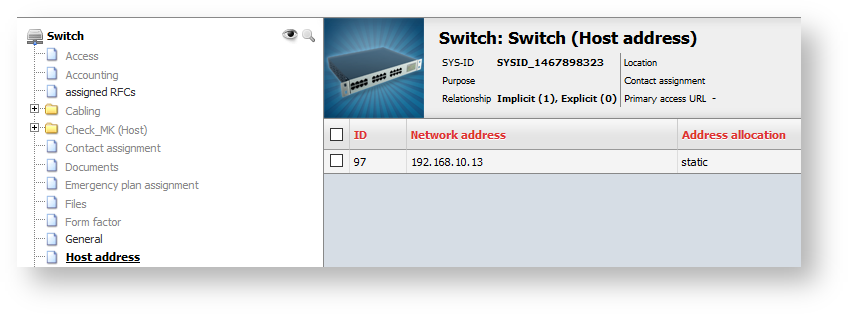 Switch
Access
Accounting
assigned RFCs
Cabling
Check_MK (Host)
Contact assignment
Documents
Emergency plan assignment
Files
Form factor
General
Host address
Switch: Switch (Host address)
SYS-ID SYSID_1467898323 Location
Purpose Contact assignment
Relationship Implicit (1), Explicit (0) Primary access URL -
ID Network address Address allocation
97 192.168.10.13 static